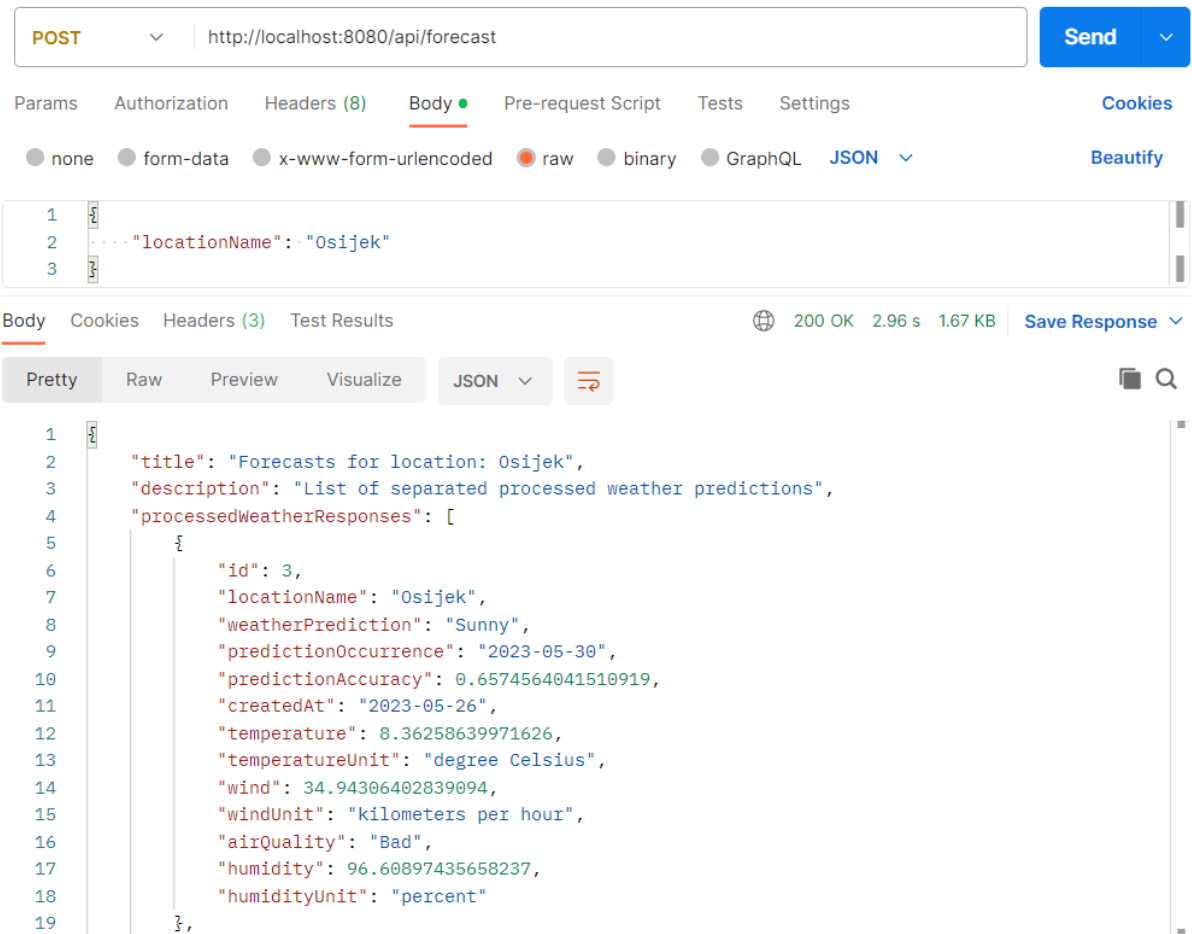 POST http://localhost:8080/api/forecast Send
Params Authorization Headers (8) Body Pre-request Script Tests Settings Cookies
none form-data x-www-form-urlencoded raw binary GraphQL JSON Beautify
1 {
2 "locationName": "Osijek"
3 }
Body Cookies Headers (3) Test Results 200 OK 2.96 s 1.67 KB Save Response
Pretty Raw Preview Visualize JSON
1 {
2 "title": "Forecasts for location: Osijek",
3 "description": "List of separated processed weather predictions",
4 "processedWeatherResponses": [
5 {
6 "id": 3,
7 "locationName": "Osijek",
8 "weatherPrediction": "Sunny",
9 "predictionOccurrence": "2023-05-30",
10 "predictionAccuracy": 0.6574564041510919,
11 "createdAt": "2023-05-26",
12 "temperature": 8.36258639971626,
13 "temperatureUnit": "degree Celsius",
14 "wind": 34.94306402839094,
15 "windUnit": "kilometers per hour",
16 "airQuality": "Bad",
17 "humidity": 96.60897435658237,
18 "humidityUnit": "percent"
19 },